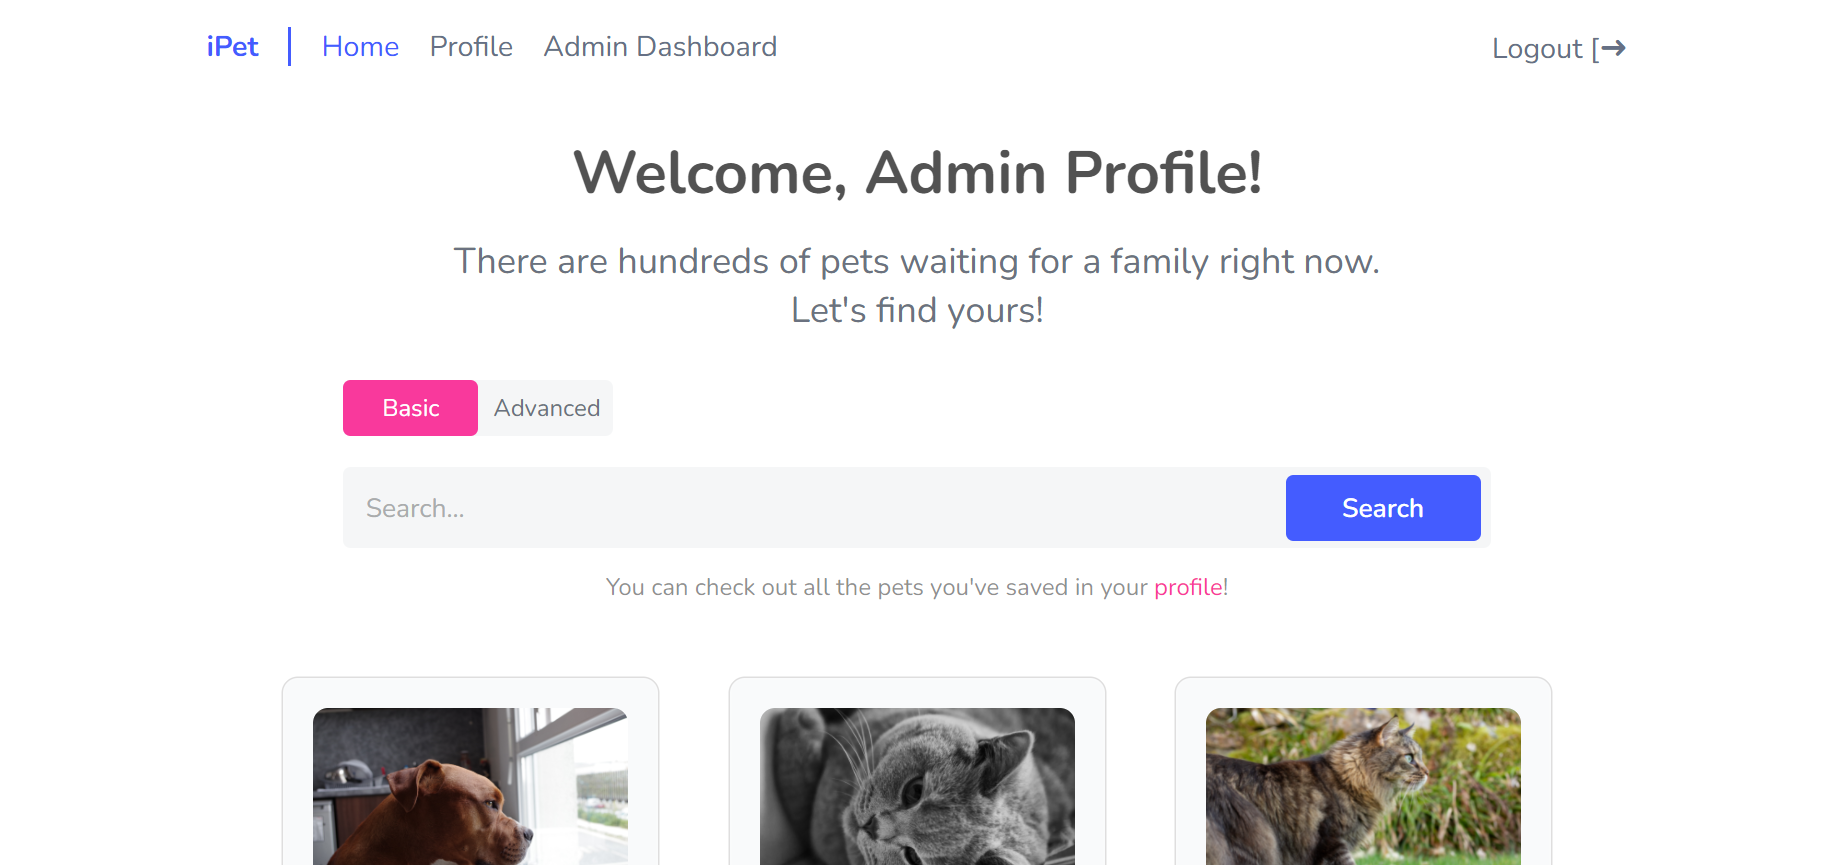 iPet
Home Profile Admin Dashboard
Logout
Welcome, Admin Profile!
There are hundreds of pets waiting for a family right now.
Let's find yours!
Basic Advanced
Search... Search
You can check out all the pets you've saved in your profile!